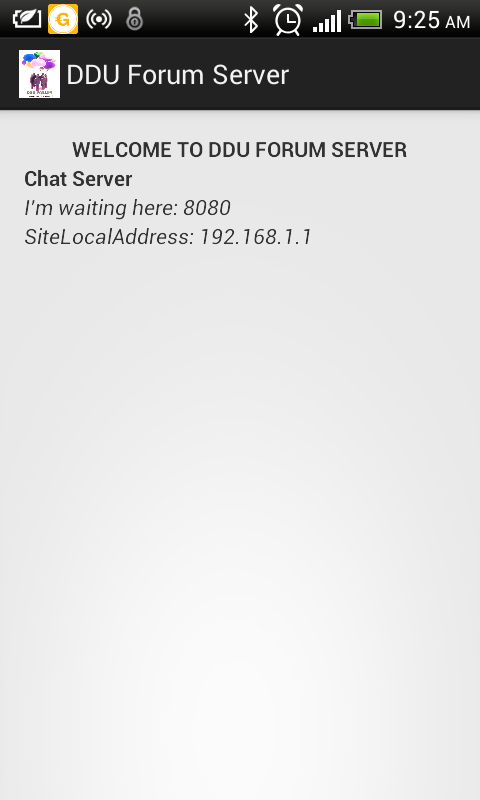 9:25 AM
DDU Forum Server
WELCOME TO DDU FORUM SERVER
Chat Server
I'm waiting here: 8080
SiteLocalAddress: 192.168.1.1